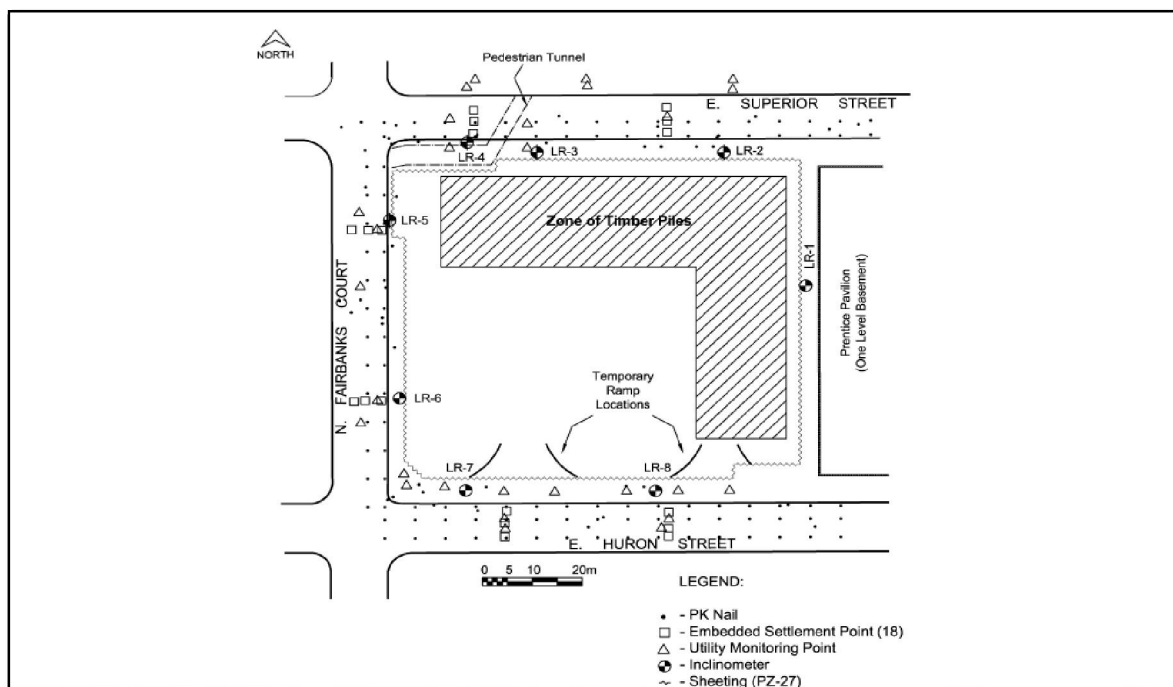 NORTH
Pedestrian Tunnel
E. SUPERIOR STREET
LR-4
LR-3
LR-2
LR-5
Zone of Timber Piles
LR-1
N. FAIRBANKS COURT
Prentice Pavilion
(One Level Basement)
Temporary
Ramp
Locations
LR-6
LR-7
LR-8
E. HURON STREET
0 5 10 20m
LEGEND:
- PK Nail
- Embedded Settlement Point (18)
- Utility Monitoring Point
- Inclinometer
- Sheeting (PZ-27)